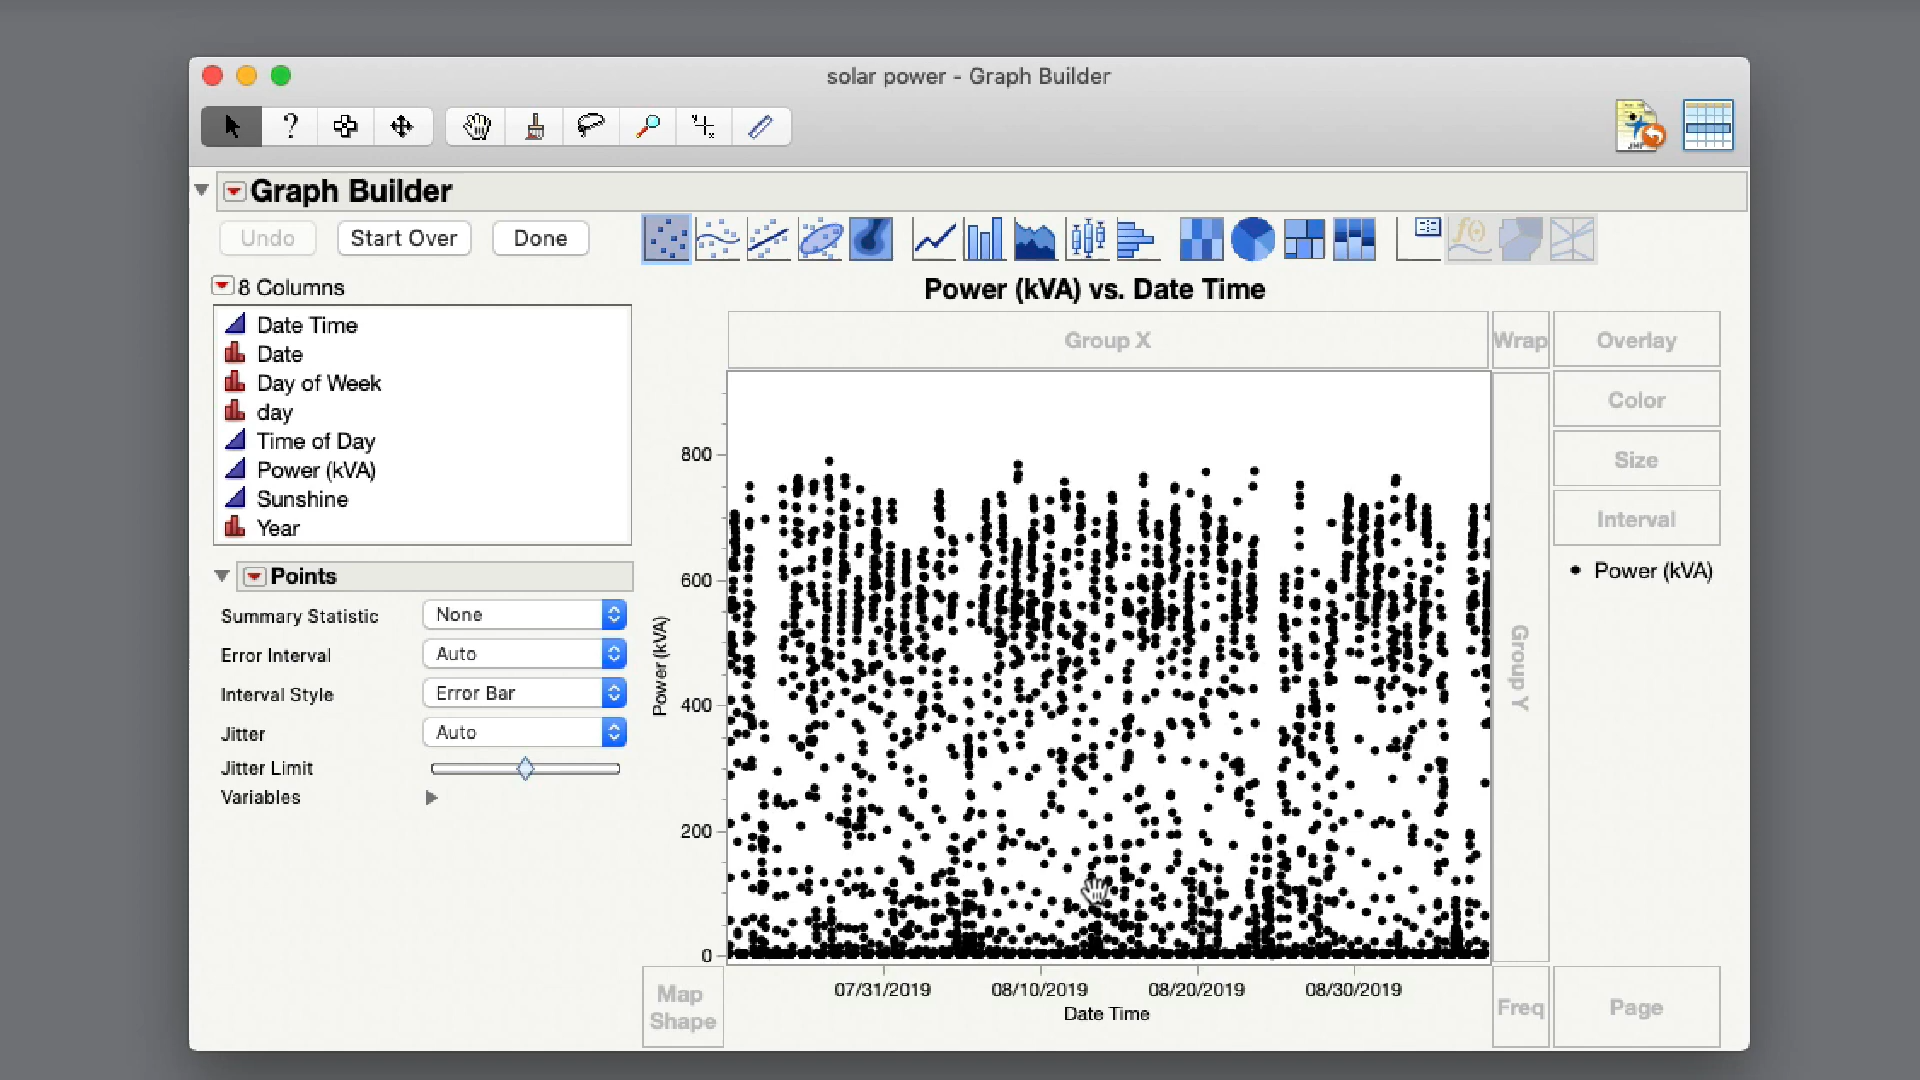 solar power - Graph Builder
?
JMP
Graph Builder
Undo
Start Over
Done
f()
8 Columns
Date Time
Date
Day of Week
day
Time of Day
Power (kVA)
Sunshine
Year
Points
Summary Statistic
None
Error Interval
Auto
Interval Style
Error Bar
Jitter
Auto
Jitter Limit
Variables
Power (kVA) vs. Date Time
Group X
Wrap
Overlay
Color
Size
Interval
Power (kVA)
Group Y
Power (kVA)
800
600
400
200
0
07/31/2019
08/10/2019
08/20/2019
08/30/2019
Date Time
Map
Shape
Freq
Page